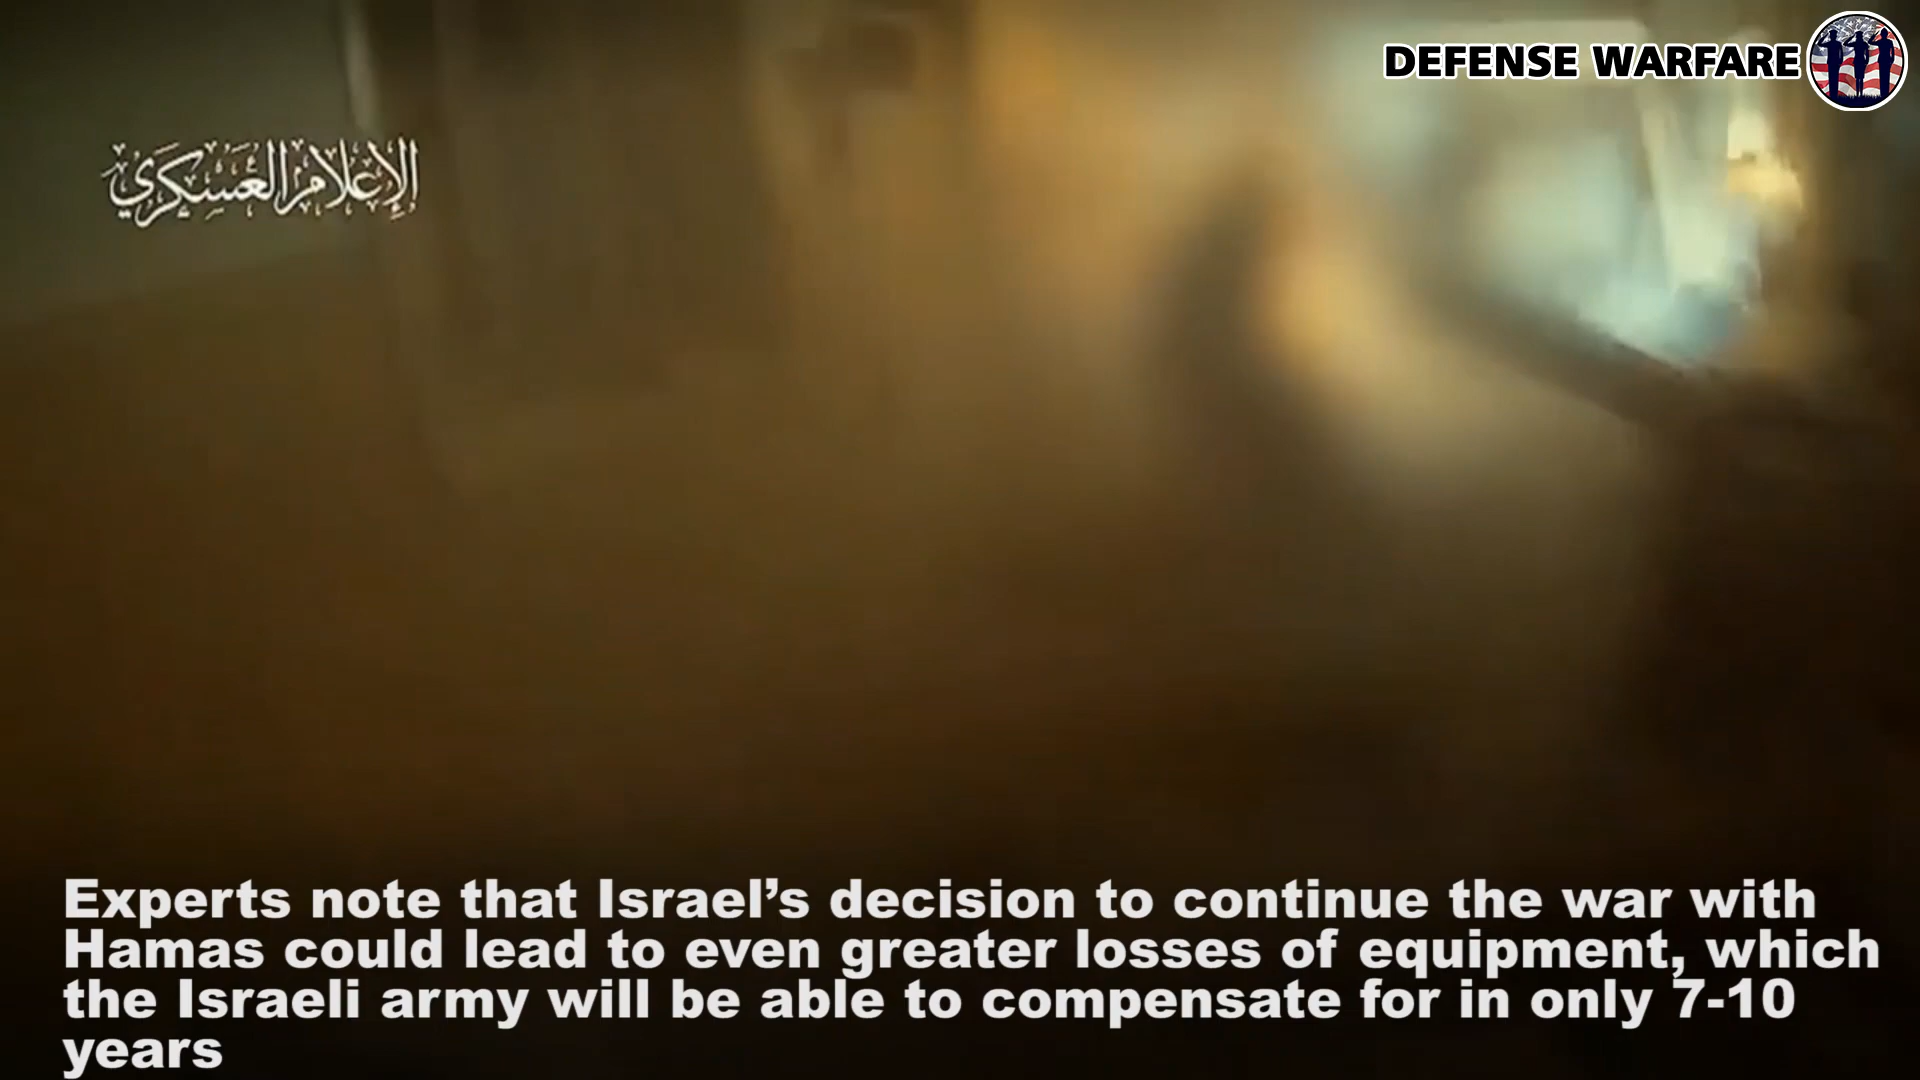 DEFENSE WARFARE
الإعلام العسكري
Experts note that Israel’s decision to continue the war with
Hamas could lead to even greater losses of equipment, which
the Israeli army will be able to compensate for in only 7-10
years